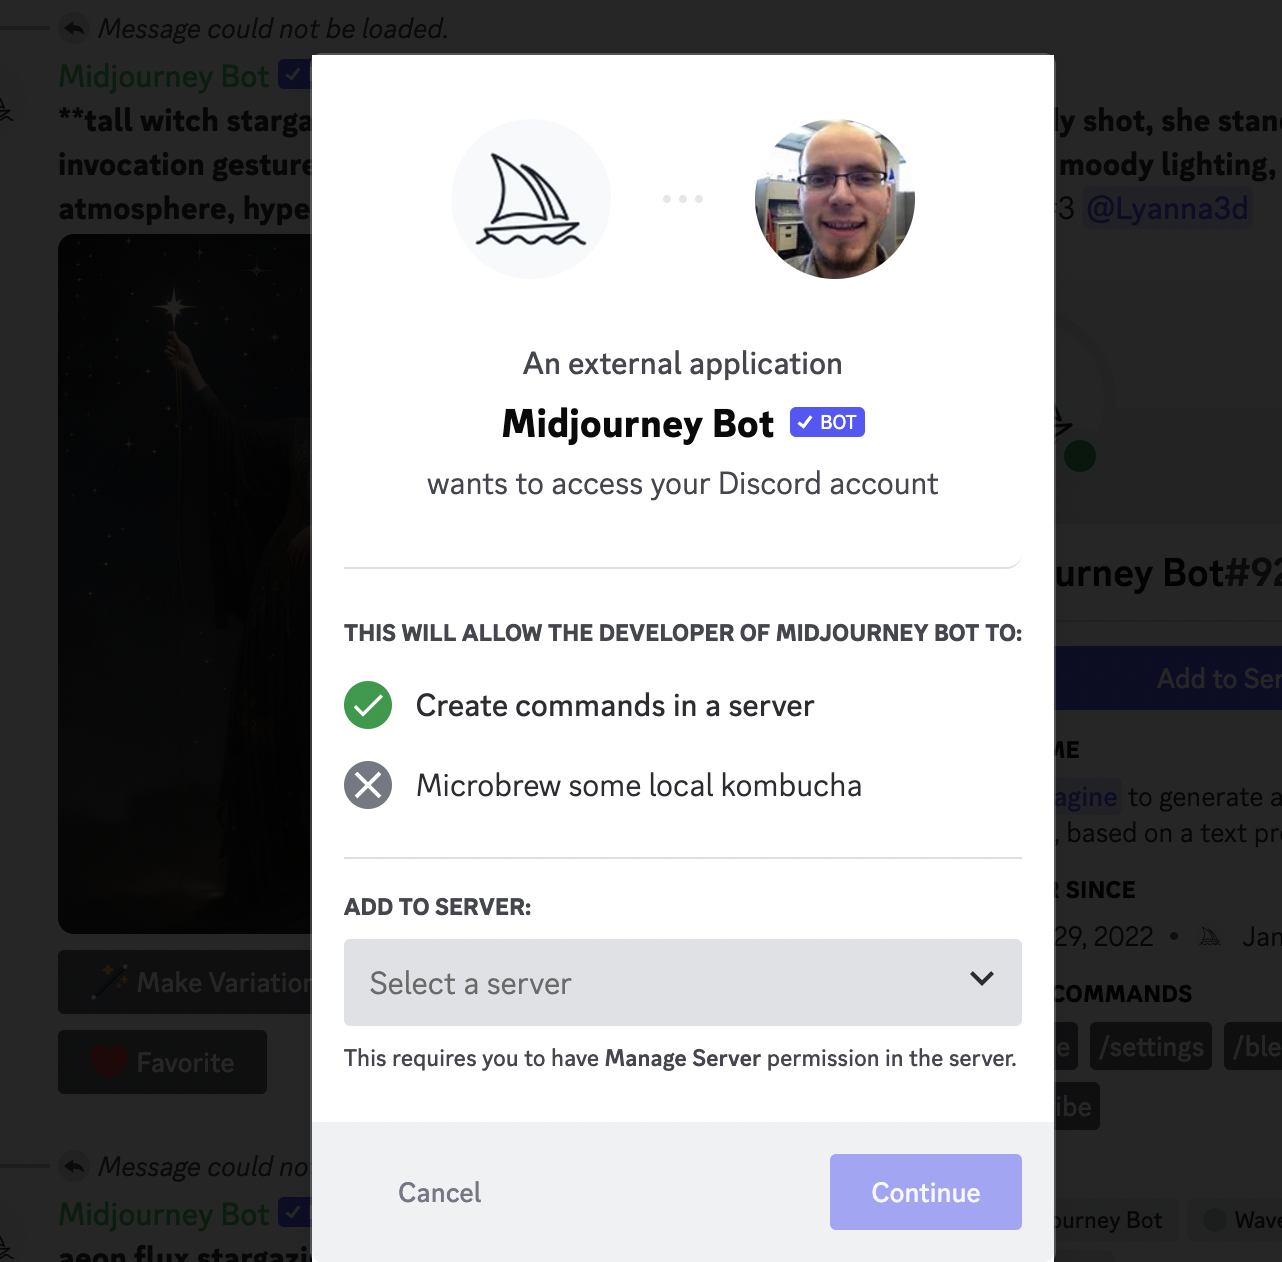 Message could not be loaded.
Midjourney Bot
**tall witch starga
ly shot, she stand
invocation gesture
moody lighting,
atmosphere, hype
#3 @Lyanna3d
An external application
Midjourney Bot ✓ BOT
wants to access your Discord account
urney Bot#92
THIS WILL ALLOW THE DEVELOPER OF MIDJOURNEY BOT TO:
Add to Ser
Create commands in a server
ME
Microbrew some local kombucha
agine to generate a
, based on a text pr
ADD TO SERVER:
R SINCE
29, 2022 • Jan
Select a server
Make Variation
COMMANDS
This requires you to have Manage Server permission in the server.
e /settings /ble
Favorite
ibe
Message could no
Cancel
Continue
Midjourney Bot
ourney Bot
Wave
aeon flux stargazi